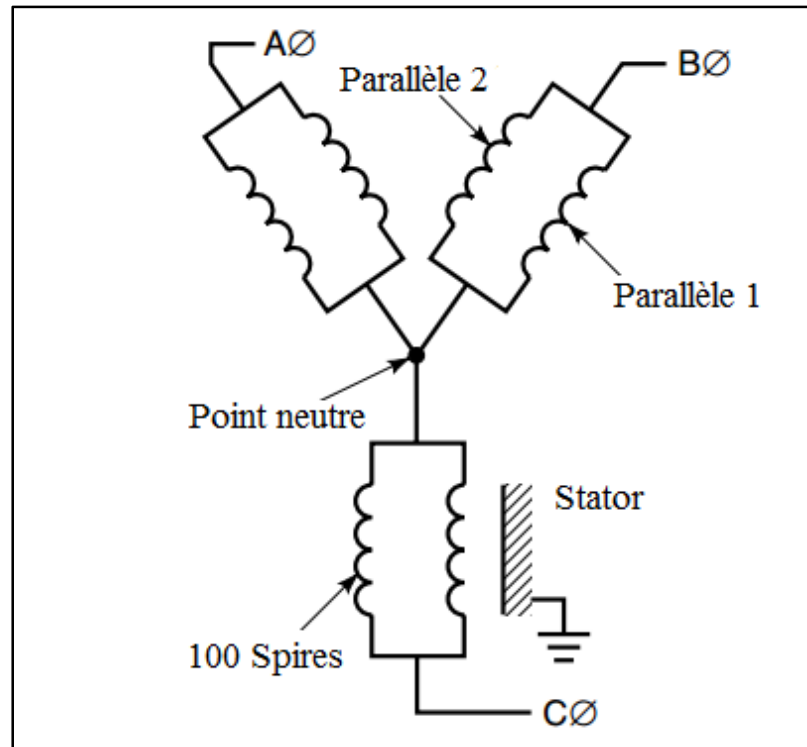 AØ
BØ
Parallèle 2
Parallèle 1
Point neutre
Stator
100 Spires
CØ